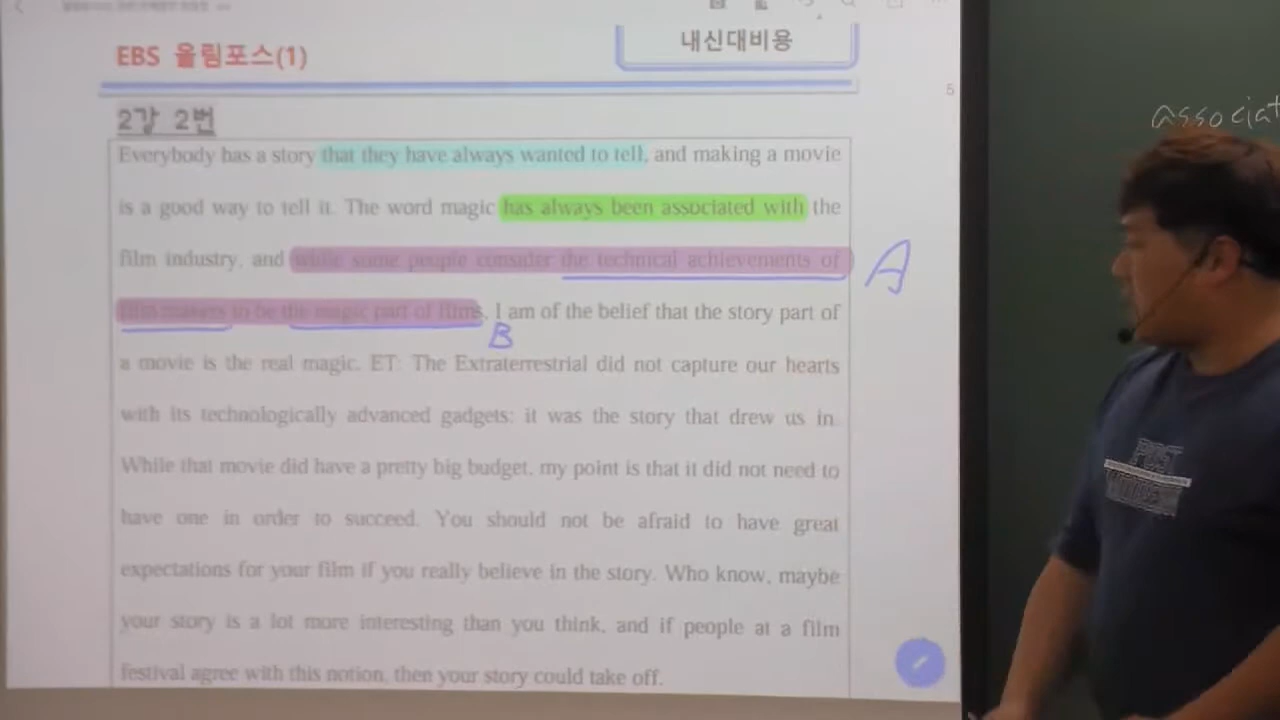 EBS 올림포스(1)
내신대비용
5
associat
2강 2번
Everybody has a story that they have always wanted to tell, and making a movie
is a good way to tell it. The word magic has always been associated with the
film industry, and while some people consider the technical achievements of
A
film makers to be the magic part of films, I am of the belief that the story part of
B
a movie is the real magic. ET: The Extraterrestrial did not capture our hearts
with its technologically advanced gadgets: it was the story that drew us in.
While that movie did have a pretty big budget, my point is that it did not need to
have one in order to succeed. You should not be afraid to have great
expectations for your film if you really believe in the story. Who know, maybe
your story is a lot more interesting than you think, and if people at a film
festival agree with this notion, then your story could take off.